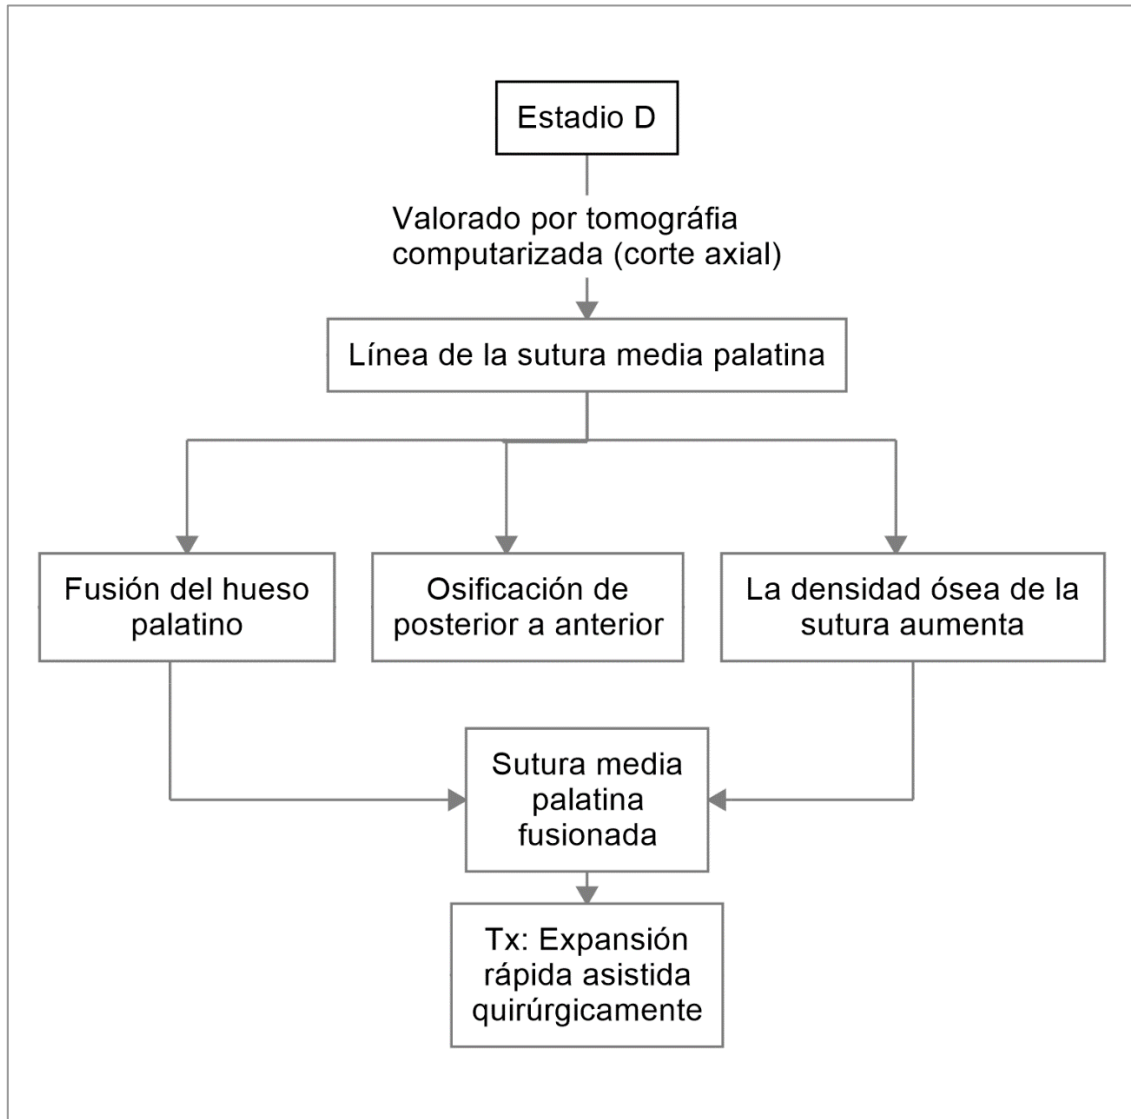 Estadio D
Valorado por tomográfia
computarizada (corte axial)
Línea de la sutura media palatina
Fusión del hueso
palatino
Osificación de
posterior a anterior
La densidad ósea de la
sutura aumenta
Sutura media
palatina
fusionada
Tx: Expansión
rápida asistida
quirúrgicamente